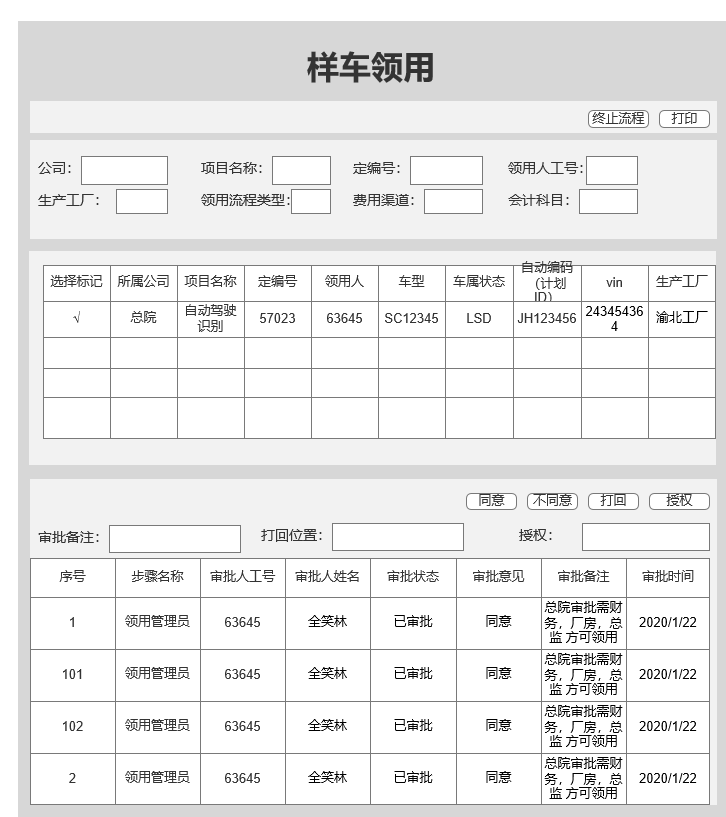 样车领用
终止流程 打印
公司： 项目名称： 定编号： 领用人工号：
生产工厂： 领用流程类型： 费用渠道： 会计科目：
选择标记 所属公司 项目名称 定编号 领用人 车型 车属状态 自动编码（计划ID） vin 生产工厂
√ 总院 自动驾驶识别 57023 63645 SC12345 LSD JH123456 243454364 渝北工厂
同意 不同意 打回 授权
审批备注： 打回位置： 授权：
序号 步骤名称 审批人工号 审批人姓名 审批状态 审批意见 审批备注 审批时间
1 领用管理员 63645 全笑林 已审批 同意 总院审批需财务，厂房，总监 方可领用 2020/1/22
101 领用管理员 63645 全笑林 已审批 同意 总院审批需财务，厂房，总监 方可领用 2020/1/22
102 领用管理员 63645 全笑林 已审批 同意 总院审批需财务，厂房，总监 方可领用 2020/1/22
2 领用管理员 63645 全笑林 已审批 同意 总院审批需财务，厂房，总监 方可领用 2020/1/22